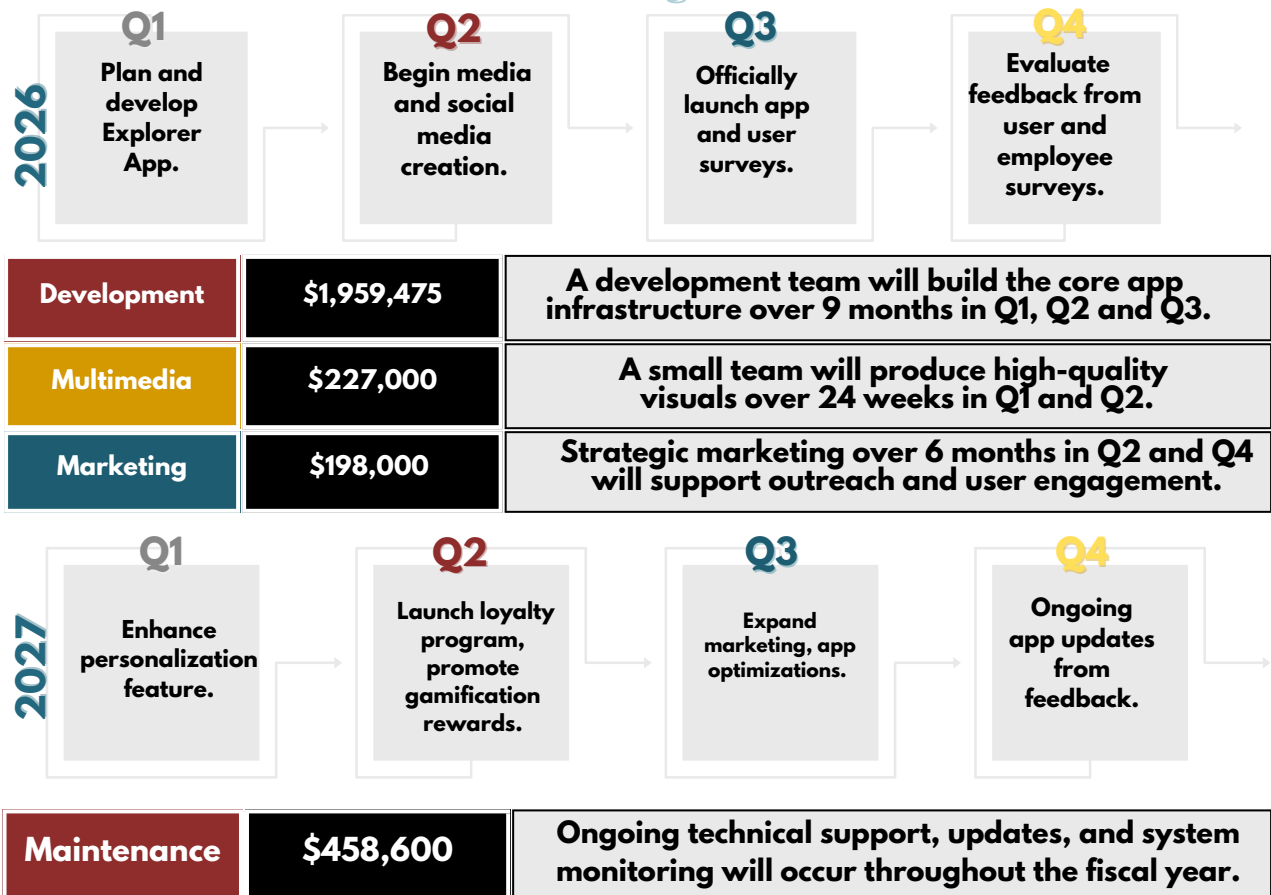 Q1
Q2
Q3
Q4
2026
Plan and
develop
Explorer
App.
Begin media
and social
media
creation.
Officially
launch app
and user
surveys.
Evaluate
feedback from
user and
employee
surveys.
Development
$1,959,475
A development team will build the core app
infrastructure over 9 months in Q1, Q2 and Q3.
Multimedia
$227,000
A small team will produce high-quality
visuals over 24 weeks in Q1 and Q2.
Marketing
$198,000
Strategic marketing over 6 months in Q2 and Q4
will support outreach and user engagement.
Q1
Q2
Q3
Q4
2027
Enhance
personalization
feature.
Launch loyalty
program,
promote
gamification
rewards.
Expand
marketing, app
optimizations.
Ongoing
app updates
from
feedback.
Maintenance
$458,600
Ongoing technical support, updates, and system
monitoring will occur throughout the fiscal year.